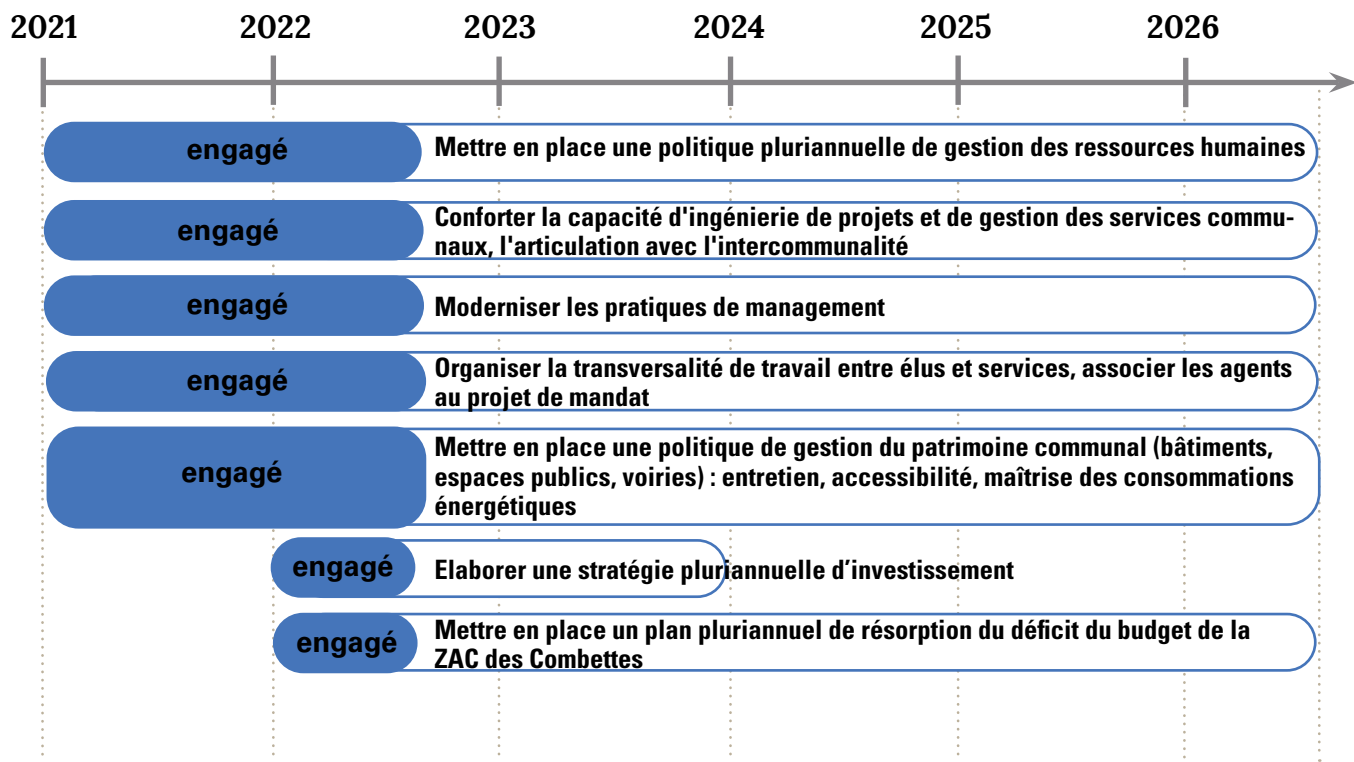 2021 2022 2023 2024 2025 2026
engagé Mettre en place une politique pluriannuelle de gestion des ressources humaines
engagé Conforter la capacité d'ingénierie de projets et de gestion des services commu-
naux, l'articulation avec l'intercommunalité
engagé Moderniser les pratiques de management
engagé Organiser la transversalité de travail entre élus et services, associer les agents
au projet de mandat
engagé Mettre en place une politique de gestion du patrimoine communal (bâtiments,
espaces publics, voiries) : entretien, accessibilité, maîtrise des consommations
énergétiques
engagé Elaborer une stratégie pluriannuelle d’investissement
engagé Mettre en place un plan pluriannuel de résorption du déficit du budget de la
ZAC des Combettes